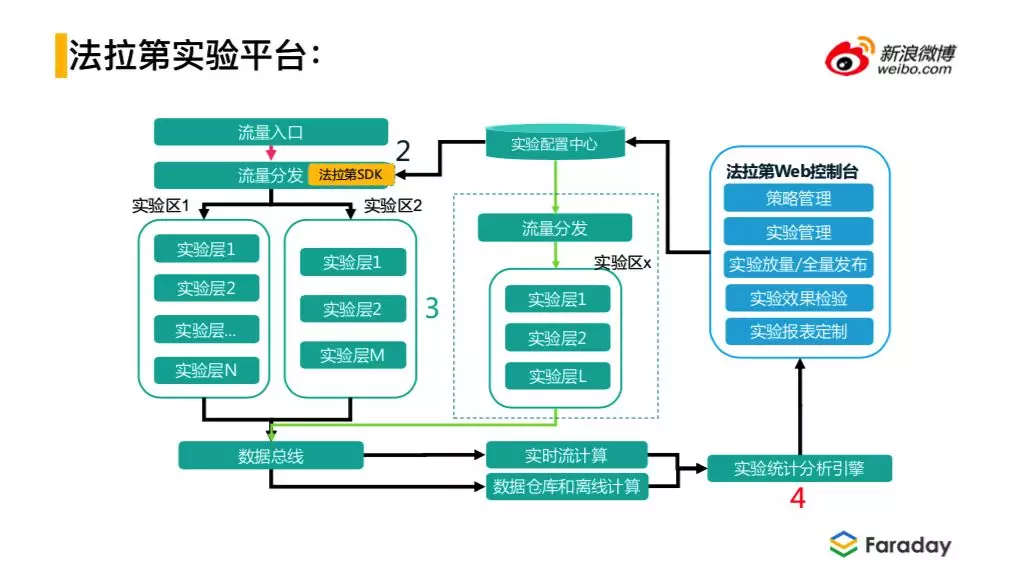 法拉第实验平台：
新浪微博
weibo.com
流量入口
2
流量分发
法拉第SDK
实验区1
实验区2
实验层1
实验层2
实验层...
实验层N
实验层1
实验层2
实验层M
3
实验配置中心
流量分发
实验区x
实验层1
实验层2
实验层L
法拉第Web控制台
策略管理
实验管理
实验放量/全量发布
实验效果检验
实验报表定制
数据总线
实时流计算
数据仓库和离线计算
实验统计分析引擎
4
Faraday